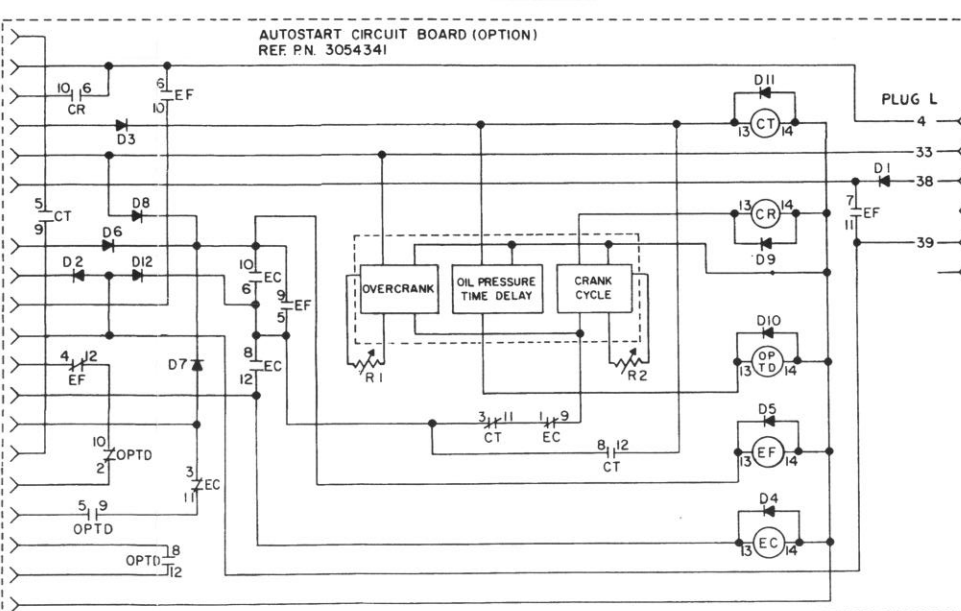 AUTOSTART CIRCUIT BOARD (OPTION)
REF. P.N. 3054341
D11
PLUG L
10 6
CR
6
EF
10
13 CT 14
4
D3
33
D1
38
5
CT
9
D8
13 CR 14
7
EF
11
D6
D9
39
D2
D12
10
EC
6
9
EF
5
OVERCRANK
OIL PRESSURE
TIME DELAY
CRANK
CYCLE
D10
4 12
EF
D7
8
EC
12
R1
R2
13 OP
TD 14
3 11
CT
1 9
EC
D5
10
OPTD
2
8 12
CT
13 EF 14
3
EC
11
D4
5 9
OPTD
13 EC 14
OPTD
8
12